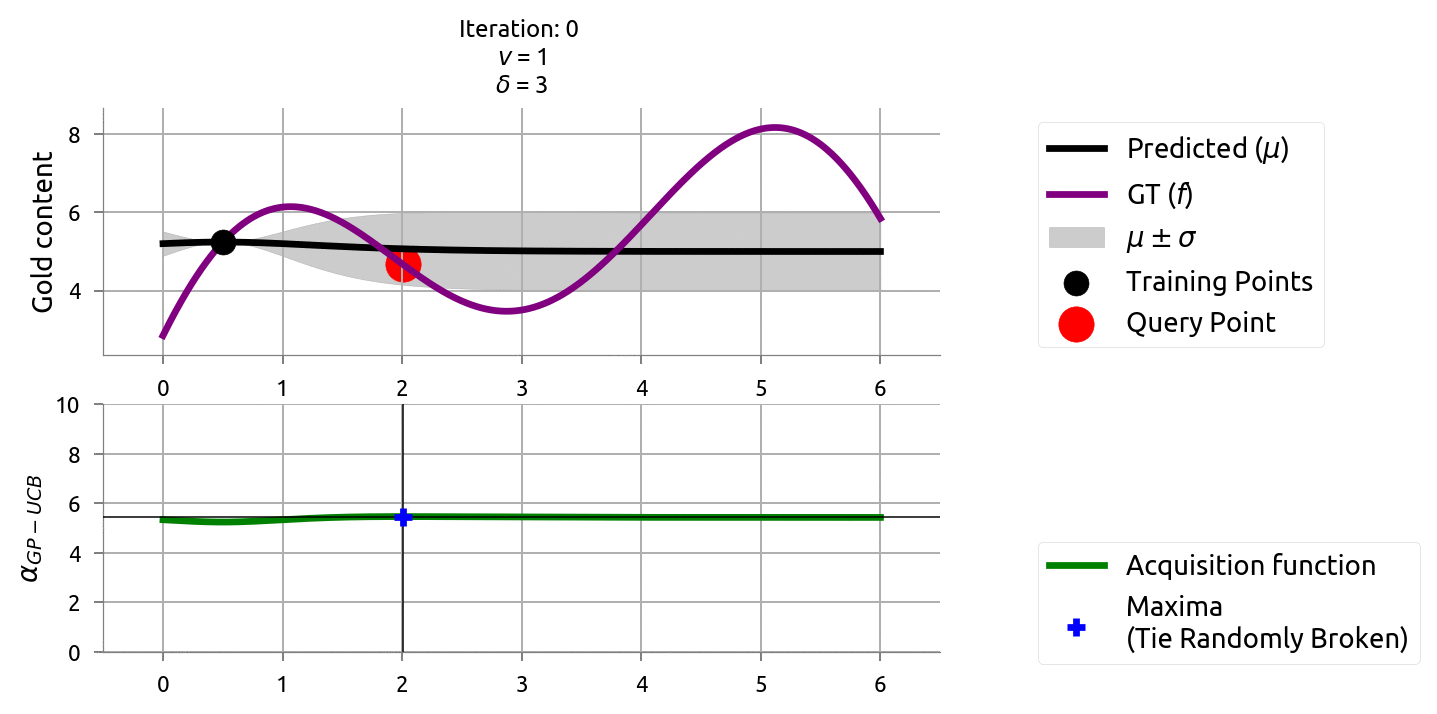 Iteration: 0
ν = 1
δ = 3
Gold content
8
6
4
0 1 2 3 4 5 6
Predicted (μ)
GT (f)
μ ± σ
Training Points
Query Point
α_GP − UCB
10
8
6
4
2
0
0 1 2 3 4 5 6
Acquisition function
Maxima
(Tie Randomly Broken)